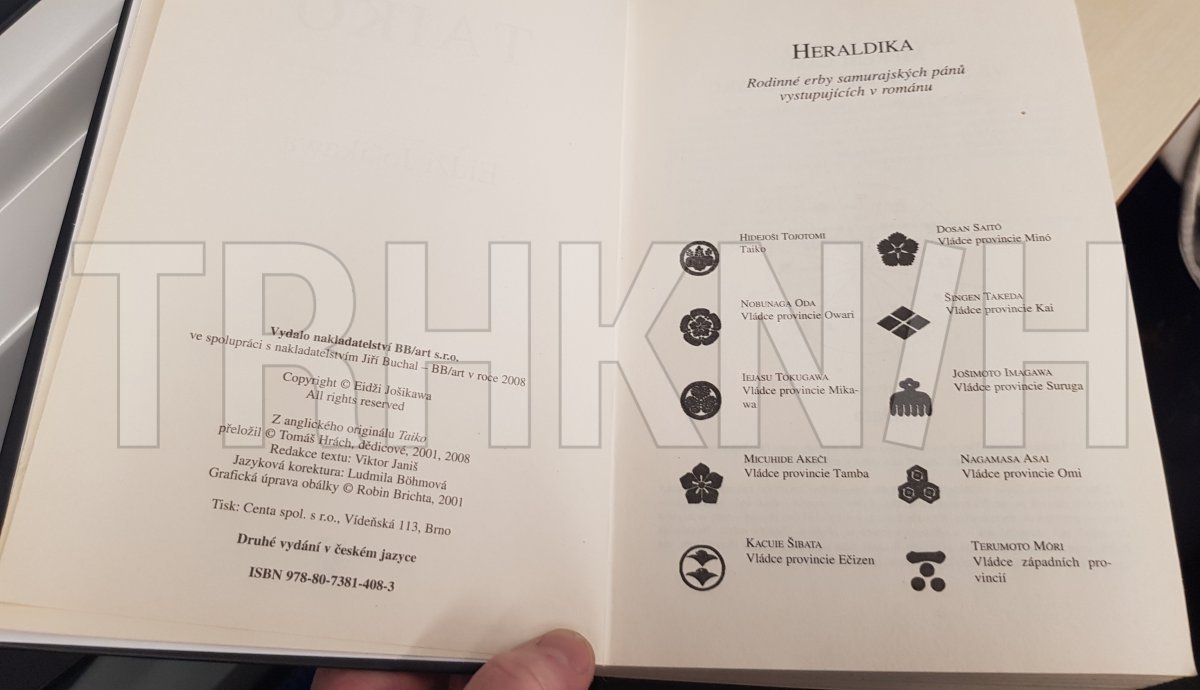 Vydalo nakladatelství BB/art s.r.o.
ve spolupráci s nakladatelstvím Jiří Buchal – BB/art v roce 2008
Copyright © Eidži Jošikawa
All rights reserved
Z anglického originálu Taiko
přeložil © Tomáš Hrách, dědicové, 2001, 2008
Redakce textu: Viktor Janiš
Jazyková korektura: Ludmila Böhmová
Grafická úprava obálky © Robin Brichta, 2001
Tisk: Centa spol. s r.o., Vídeňská 113, Brno
Druhé vydání v českém jazyce
ISBN 978-80-7381-408-3
HERALDIKA
Rodinné erby samurajských pánů
vystupujících v románu
HIDEJOŠI TOJOTOMI
Taiko
NOBUNAGA ODA
Vládce provincie Owari
IEJASU TOKUGAWA
Vládce provincie Mika-
wa
MICUHIDE AKEČI
Vládce provincie Tamba
KACUIE ŠIBATA
Vládce provincie Ečizen
DOSAN SAITÓ
Vládce provincie Minó
ŠINGEN TAKEDA
Vládce provincie Kai
JOŠIMOTO IMAGAWA
Vládce provincie Suruga
NAGAMASA ASAI
Vládce provincie Omi
TERUMOTO MÓRI
Vládce západních pro-
vincií
TRHKN/H